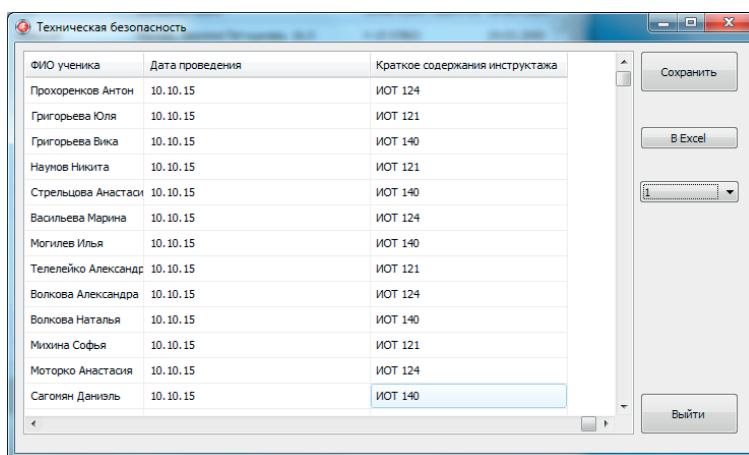 Техническая безопасность
ФИО ученика Дата проведения Краткое содержания инструктажа
Прохоренков Антон 10.10.15 ИОТ 124
Григорьева Юля 10.10.15 ИОТ 121
Григорьева Вика 10.10.15 ИОТ 140
Наумов Никита 10.10.15 ИОТ 121
Стрельцова Анастаси 10.10.15 ИОТ 140
Васильева Марина 10.10.15 ИОТ 124
Могилев Илья 10.10.15 ИОТ 140
Телелейко Александр 10.10.15 ИОТ 121
Волкова Александра 10.10.15 ИОТ 124
Волкова Наталья 10.10.15 ИОТ 140
Михина Софья 10.10.15 ИОТ 121
Моторко Анастасия 10.10.15 ИОТ 124
Сагомян Даниэль 10.10.15 ИОТ 140
Сохранить
В Excel
1
Выйти